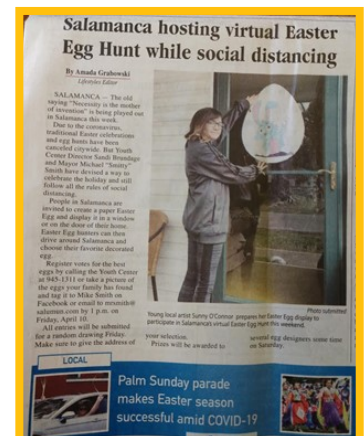 Salamanca hosting virtual Easter
Egg Hunt while social distancing
By Amada Grabowski
Lifestyles Editor
SALAMANCA — The old
saying "Necessity is the mother
of invention" is being played out
in Salamanca this week.
Due to the coronavirus,
traditional Easter celebrations
and egg hunts have been
canceled citywide. But Youth
Center Director Sandi Brundage
and Mayor Michael "Smitty"
Smith have devised a way to
celebrate the holiday and still
follow all the rules of social
distancing.
People in Salamanca are
invited to create a paper Easter
Egg and display it in a window
or on the door of their home.
Easter Egg hunters can then
drive around Salamanca and
choose their favorite decorated
egg.
Register votes for the best
eggs by calling the Youth Center
at 945-1311 or take a picture of
the eggs your family has found
and tag it to Mike Smith on
Facebook or email to
by 1 p.m. on
Friday, April 10.
All entries will be submitted
for a random drawing Friday.
Make sure to give the address of
Photo submitted
Young local artist Sunny O'Connor prepares her Easter Egg display to
participate in Salamanca's virtual Easter Egg Hunt this weekend.
your selection.
Prizes will be awarded to
several egg designers some time
on Saturday.
LOCAL
Palm Sunday parade
makes Easter season
successful amid COVID-19